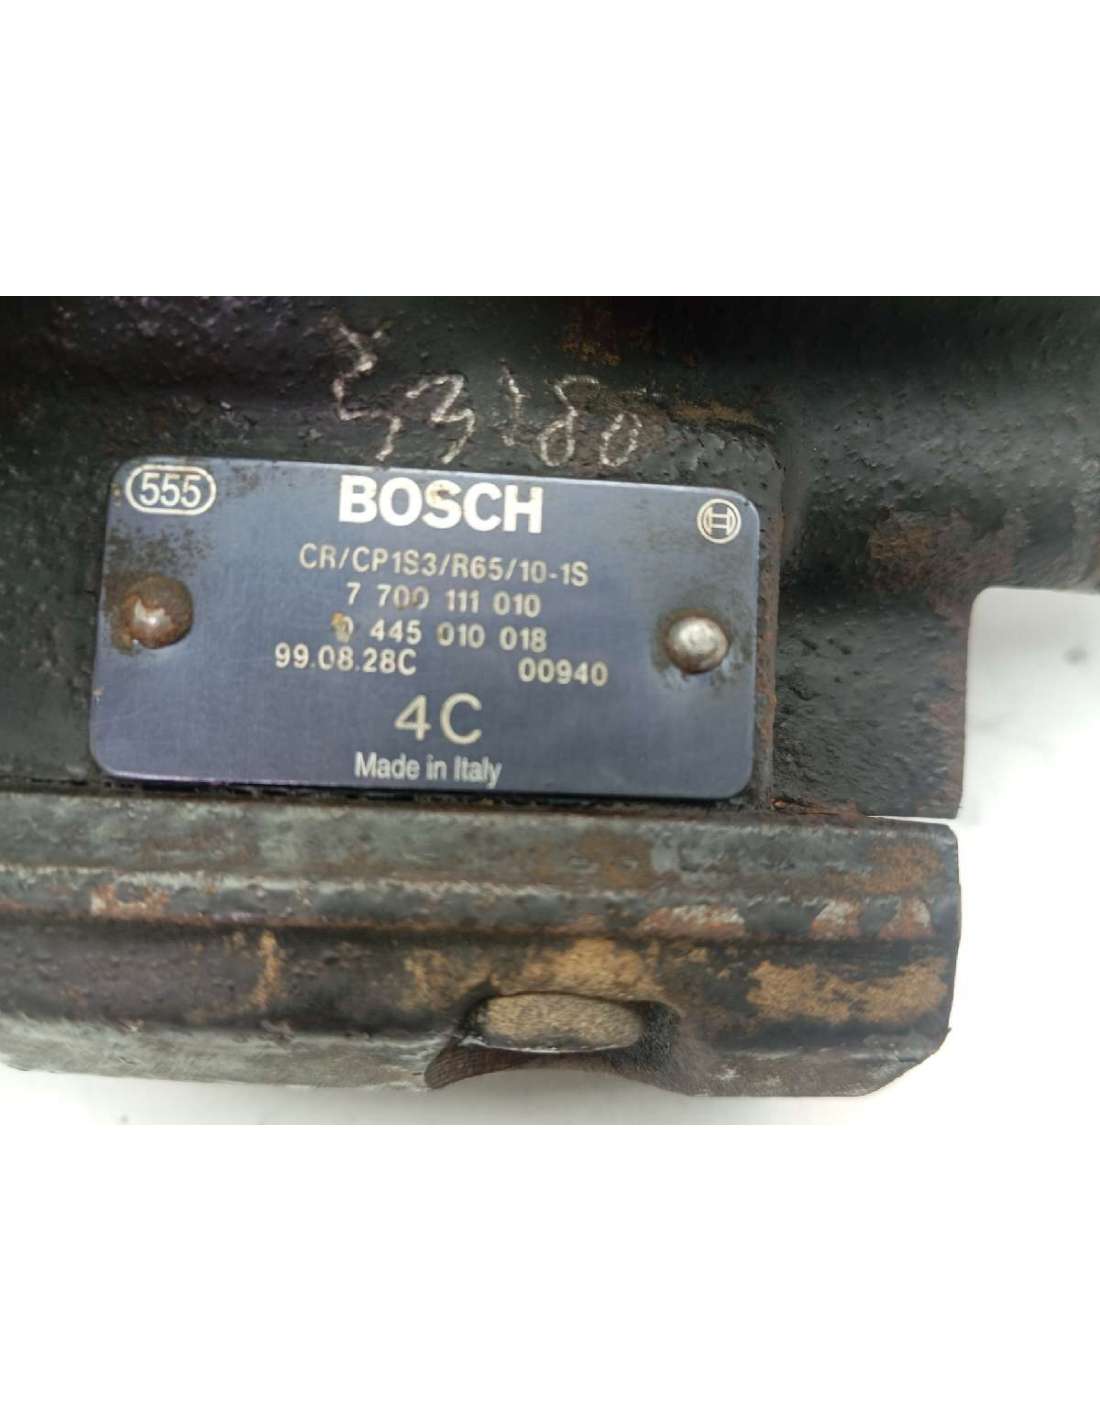 53180
555
BOSCH
CR/CP1S3/R65/10-1S
7 700 111 010
0 445 010 018
99.08.28C 00940
4C
Made in Italy